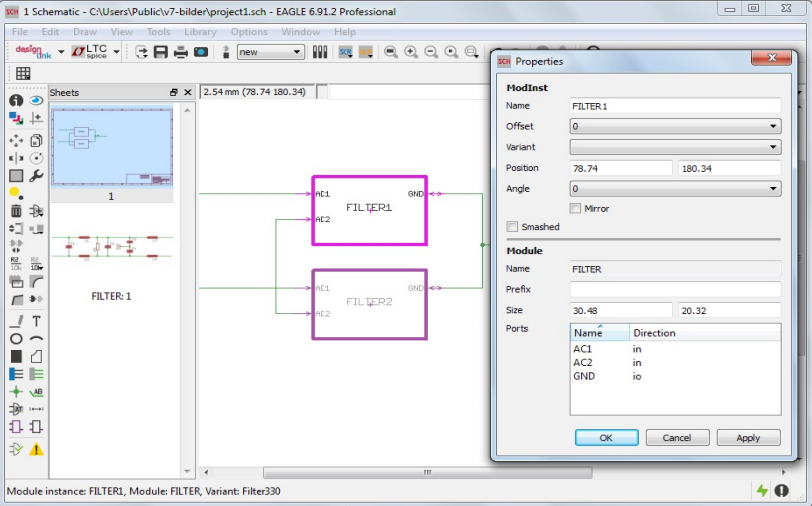 1 Schematic - C:\Users\Public\v7-bilder\project1.sch - EAGLE 6.91.2 Professional
File Edit Draw View Tools Library Options Window Help
design link LTC spice new SCR
Sheets
2.54 mm (78.74 180.34)
1
FILTER: 1
AC1 GND
FILTER1
AC2
AC1 GND
FILTER2
AC2
SCH Properties
ModInst
Name FILTER1
Offset 0
Variant
Position 78.74 180.34
Angle 0
Mirror
Smashed
Module
Name FILTER
Prefix
Size 30.48 20.32
Ports Name Direction
AC1 in
AC2 in
GND io
OK Cancel Apply
Module instance: FILTER1, Module: FILTER, Variant: Filter330